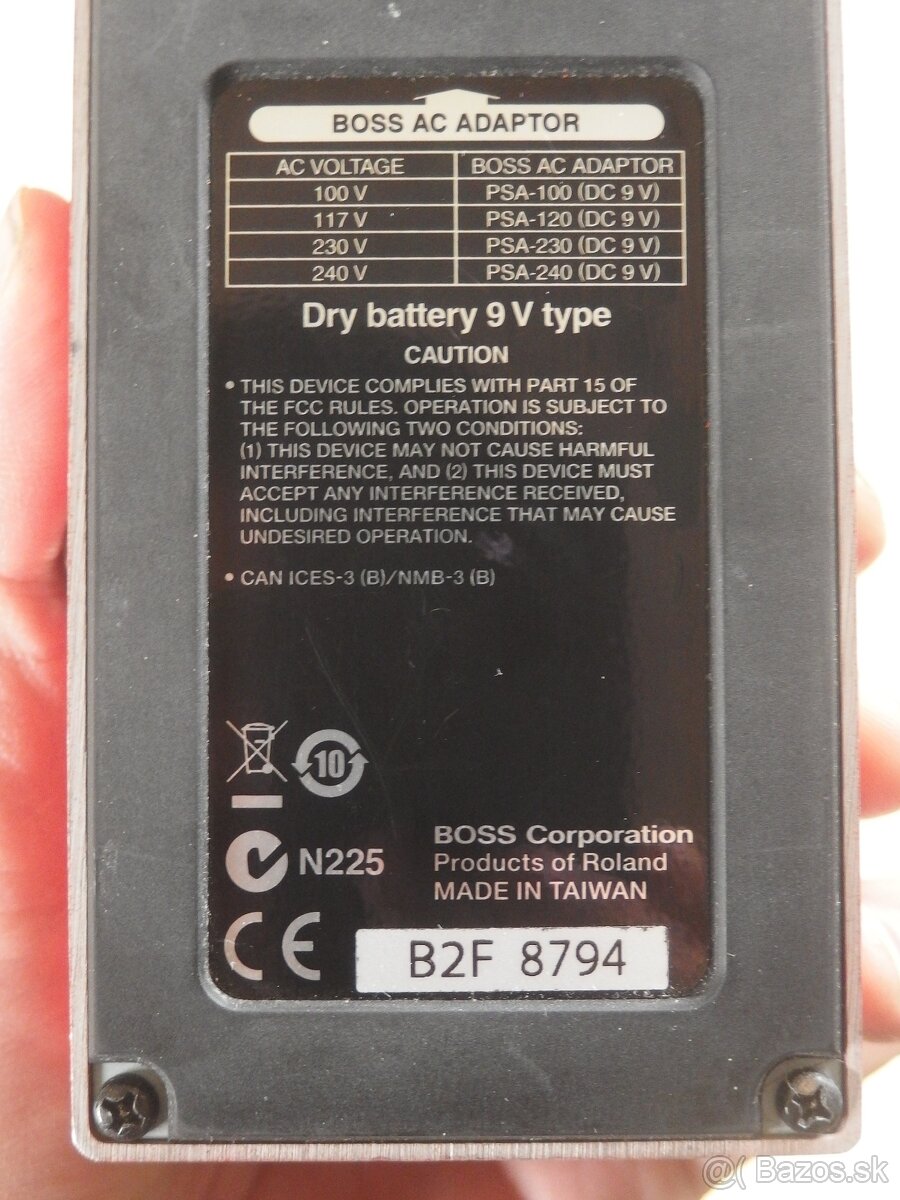 BOSS AC ADAPTOR
AC VOLTAGE BOSS AC ADAPTOR
100 V PSA-100 (DC 9 V)
117 V PSA-120 (DC 9 V)
230 V PSA-230 (DC 9 V)
240 V PSA-240 (DC 9 V)
Dry battery 9 V type
CAUTION
• THIS DEVICE COMPLIES WITH PART 15 OF
THE FCC RULES. OPERATION IS SUBJECT TO
THE FOLLOWING TWO CONDITIONS:
(1) THIS DEVICE MAY NOT CAUSE HARMFUL
INTERFERENCE, AND (2) THIS DEVICE MUST
ACCEPT ANY INTERFERENCE RECEIVED,
INCLUDING INTERFERENCE THAT MAY CAUSE
UNDESIRED OPERATION.
• CAN ICES-3 (B)/NMB-3 (B)
10
N225
BOSS Corporation
Products of Roland
MADE IN TAIWAN
CE
B2F 8794
@( Bazos.sk